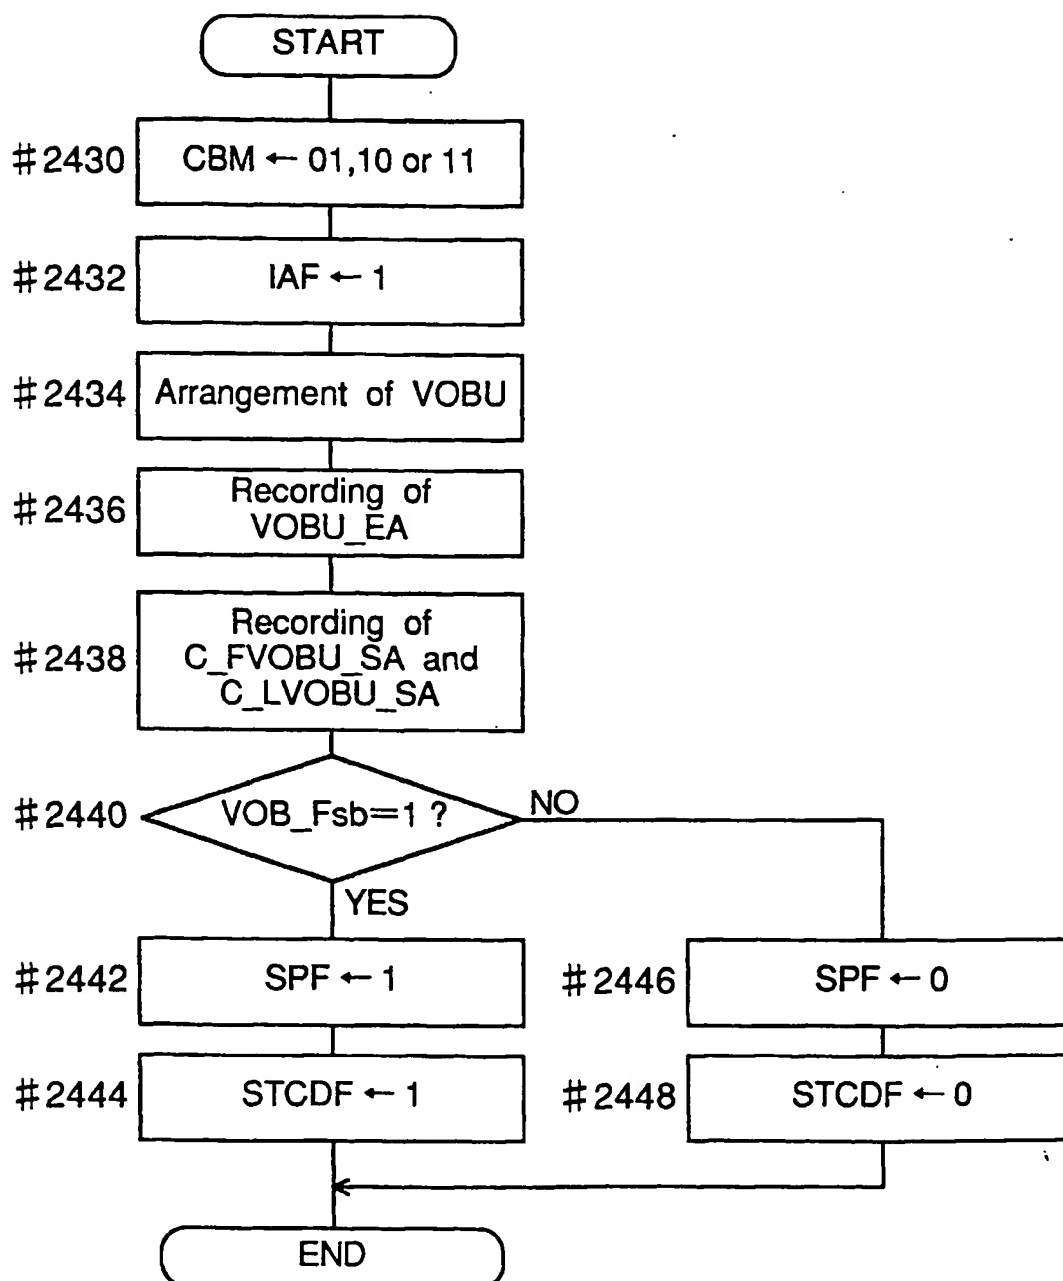 START
#2430
CBM ← 01,10 or 11
#2432
IAF ← 1
#2434
Arrangement of VOBU
#2436
Recording of
VOBU_EA
#2438
Recording of
C_FVOBU_SA and
C_LVOBU_SA
#2440
VOB_Fsb=1 ?
NO
YES
#2442
SPF ← 1
#2446
SPF ← 0
#2444
STCDF ← 1
#2448
STCDF ← 0
END